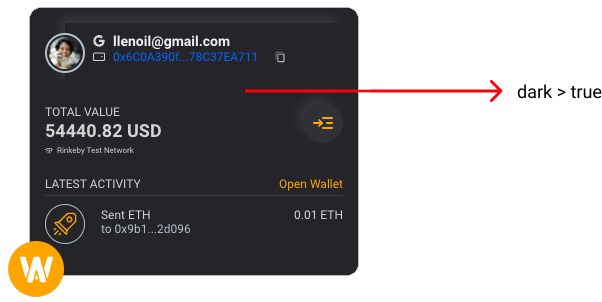 G llenoil@gmail.com
0x6C0A390f...78C37EA711
dark > true
TOTAL VALUE
54440.82 USD
Rinkeby Test Network
LATEST ACTIVITY Open Wallet
Sent ETH 0.01 ETH
to 0x9b1...2d096
W